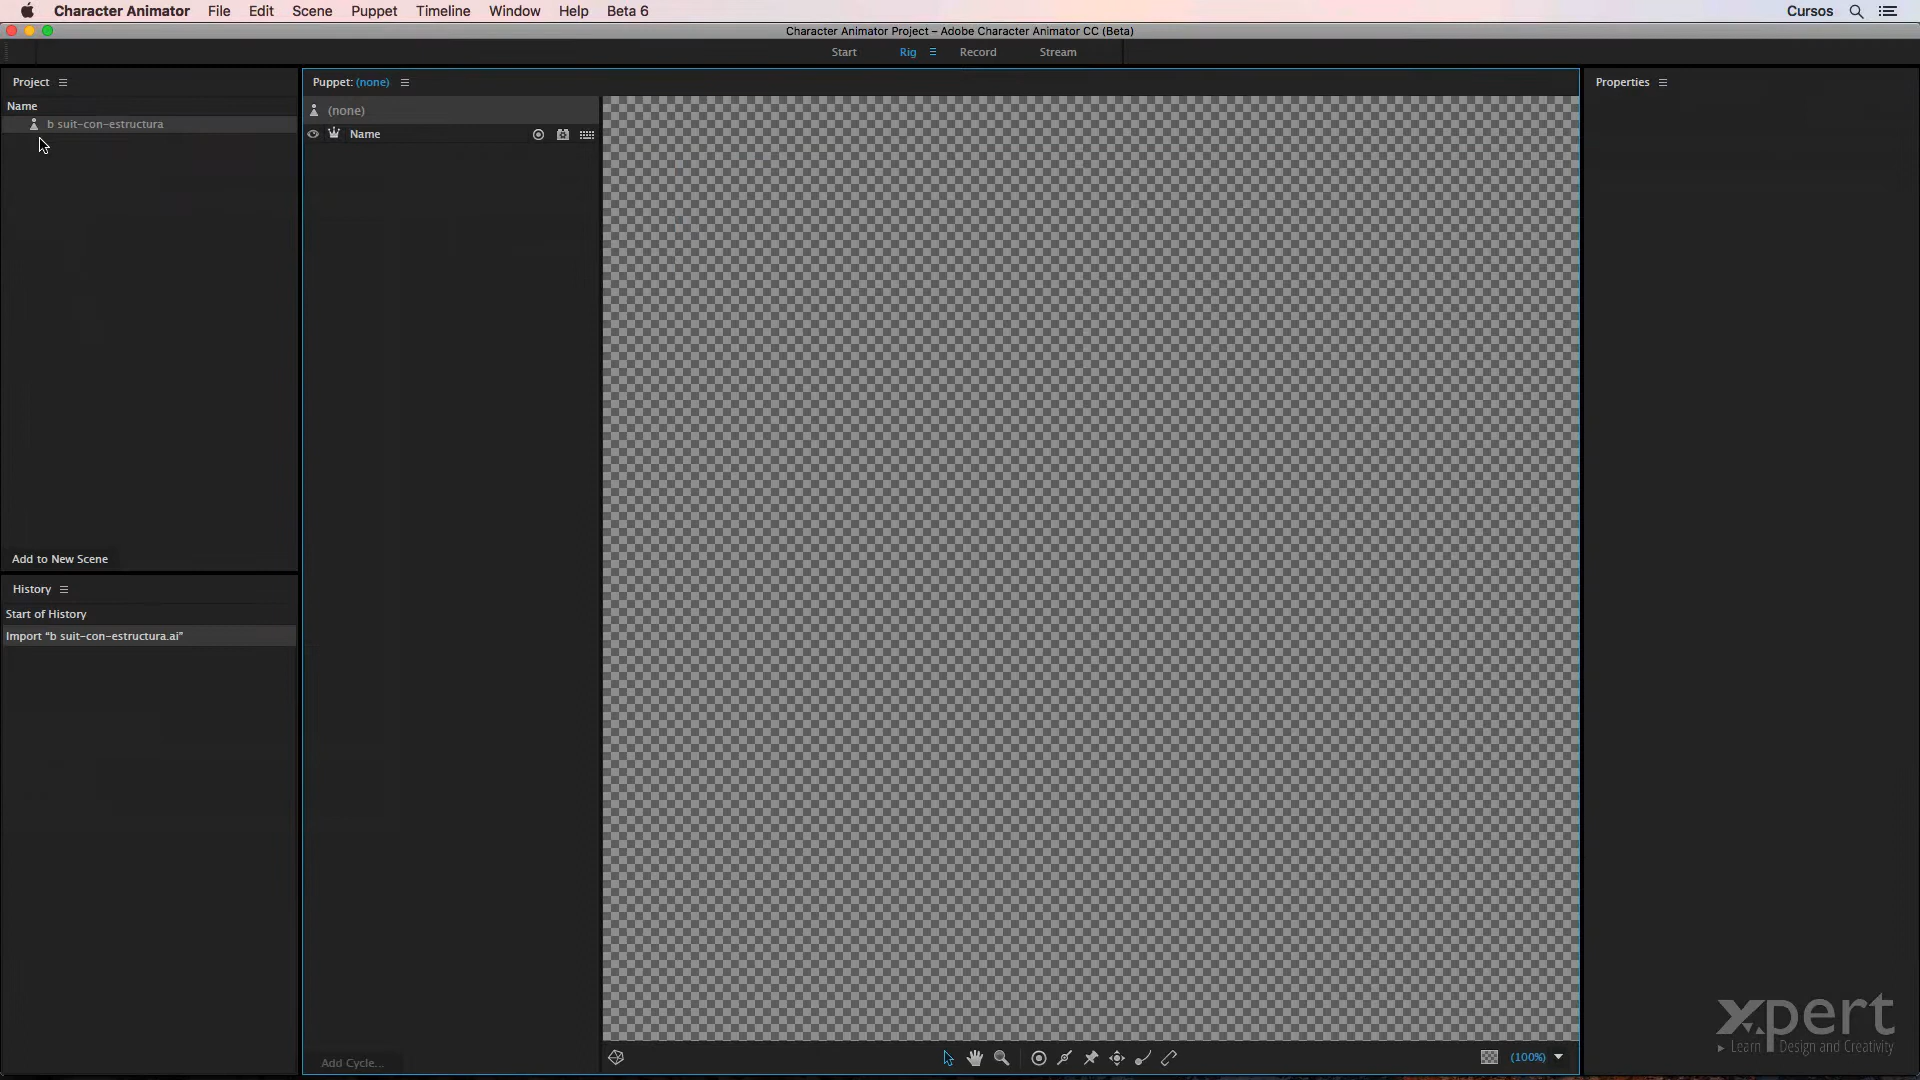 Character Animator File Edit Scene Puppet Timeline Window Help Beta 6 Cursos
Character Animator Project – Adobe Character Animator CC (Beta)
Start Rig Record Stream
Project
Name
b suit-con-estructura
Add to New Scene
History
Start of History
Import “b suit-con-estructura.ai”
Puppet: (none)
(none)
Name
Add Cycle...
(100%)
Properties
xpert
Learn Design and Creativity